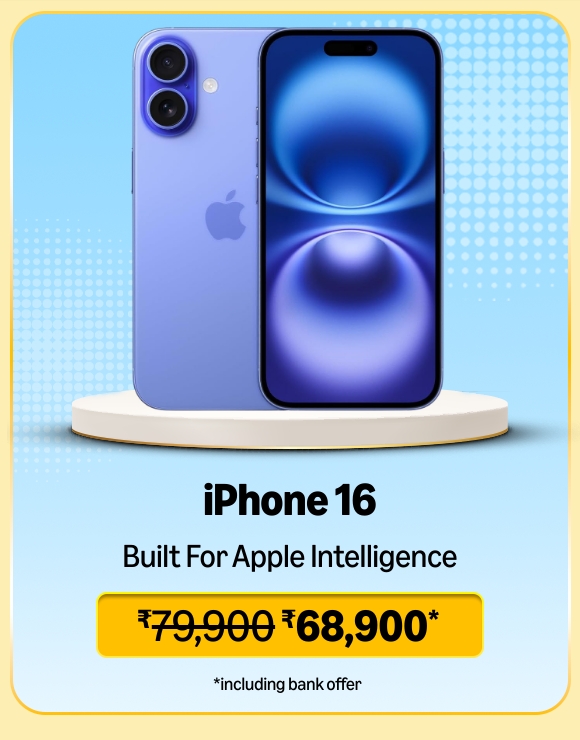 iPhone 16
Built For Apple Intelligence
₹79,900 ₹68,900*
*including bank offer